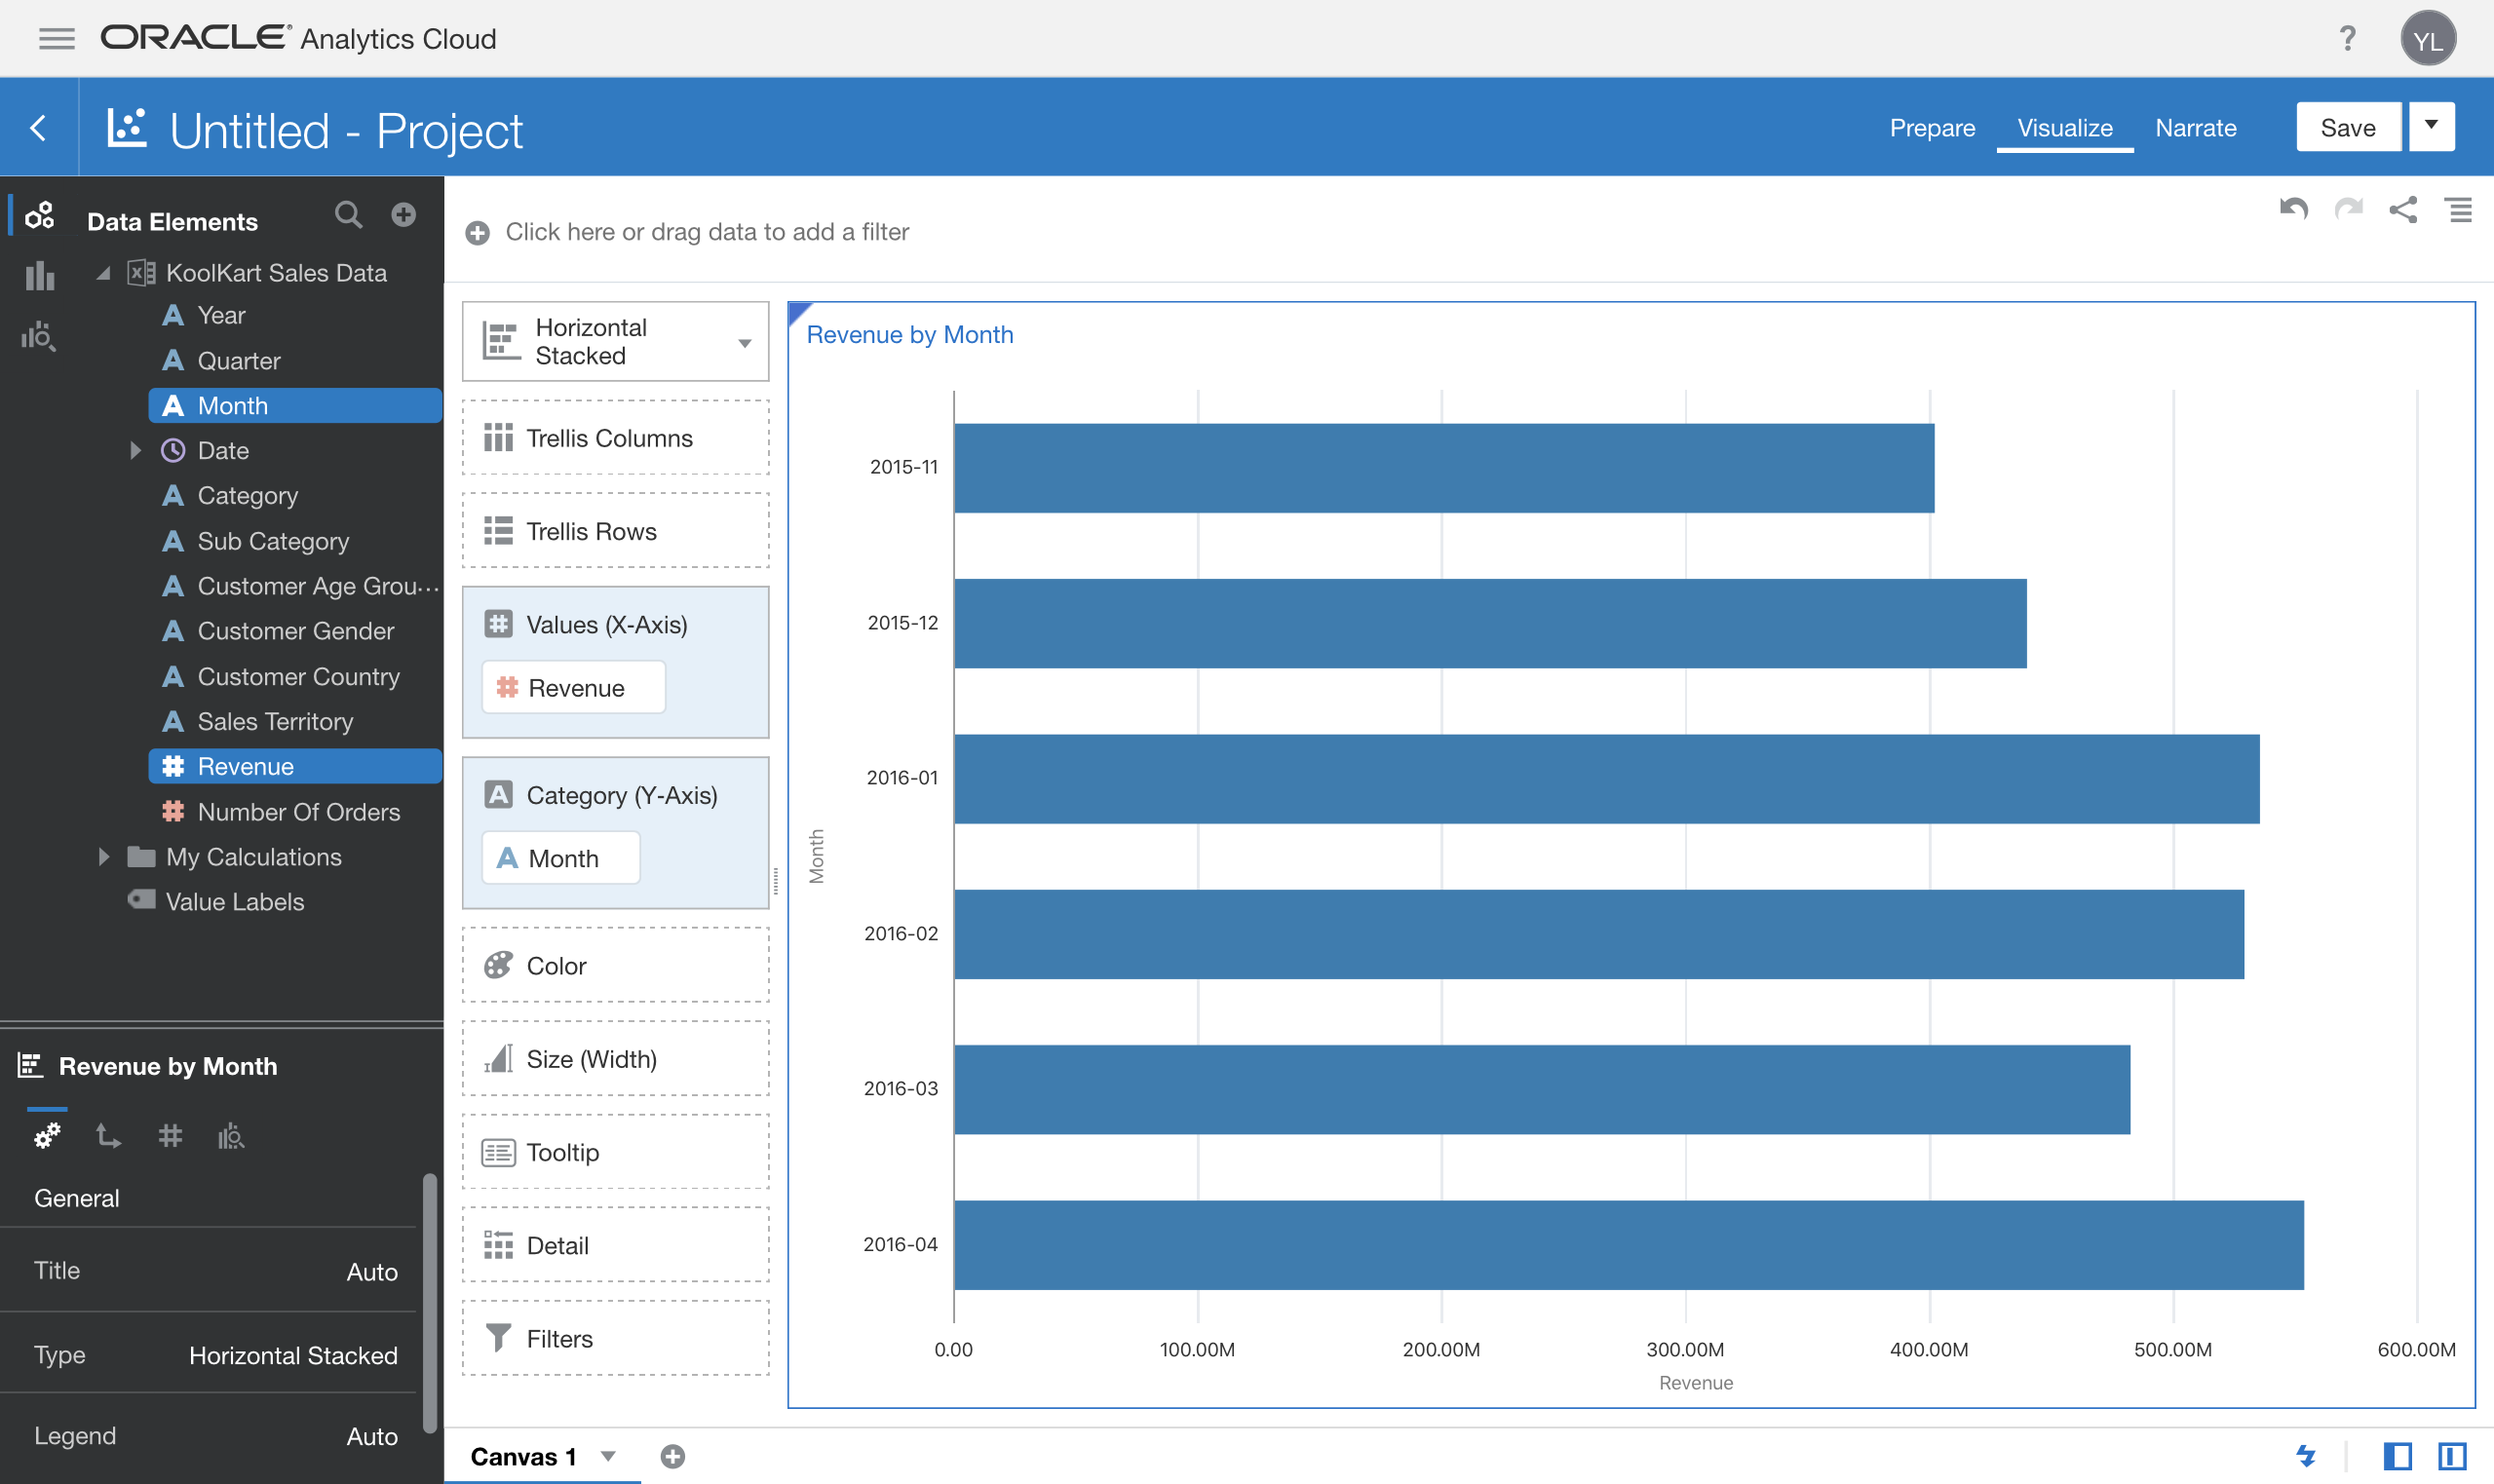 ORACLE® Analytics Cloud
?
YL
Untitled - Project
Prepare
Visualize
Narrate
Save
Data Elements
KoolKart Sales Data
A Year
A Quarter
A Month
Date
A Category
A Sub Category
A Customer Age Grou...
A Customer Gender
A Customer Country
A Sales Territory
# Revenue
# Number Of Orders
My Calculations
Value Labels
Revenue by Month
#
General
Title
Auto
Type
Horizontal Stacked
Legend
Auto
Click here or drag data to add a filter
Horizontal
Stacked
Trellis Columns
Trellis Rows
# Values (X-Axis)
# Revenue
A Category (Y-Axis)
A Month
Color
Size (Width)
Tooltip
Detail
Filters
Revenue by Month
Month
2015-11
2015-12
2016-01
2016-02
2016-03
2016-04
0.00
100.00M
200.00M
300.00M
400.00M
500.00M
600.00M
Revenue
Canvas 1